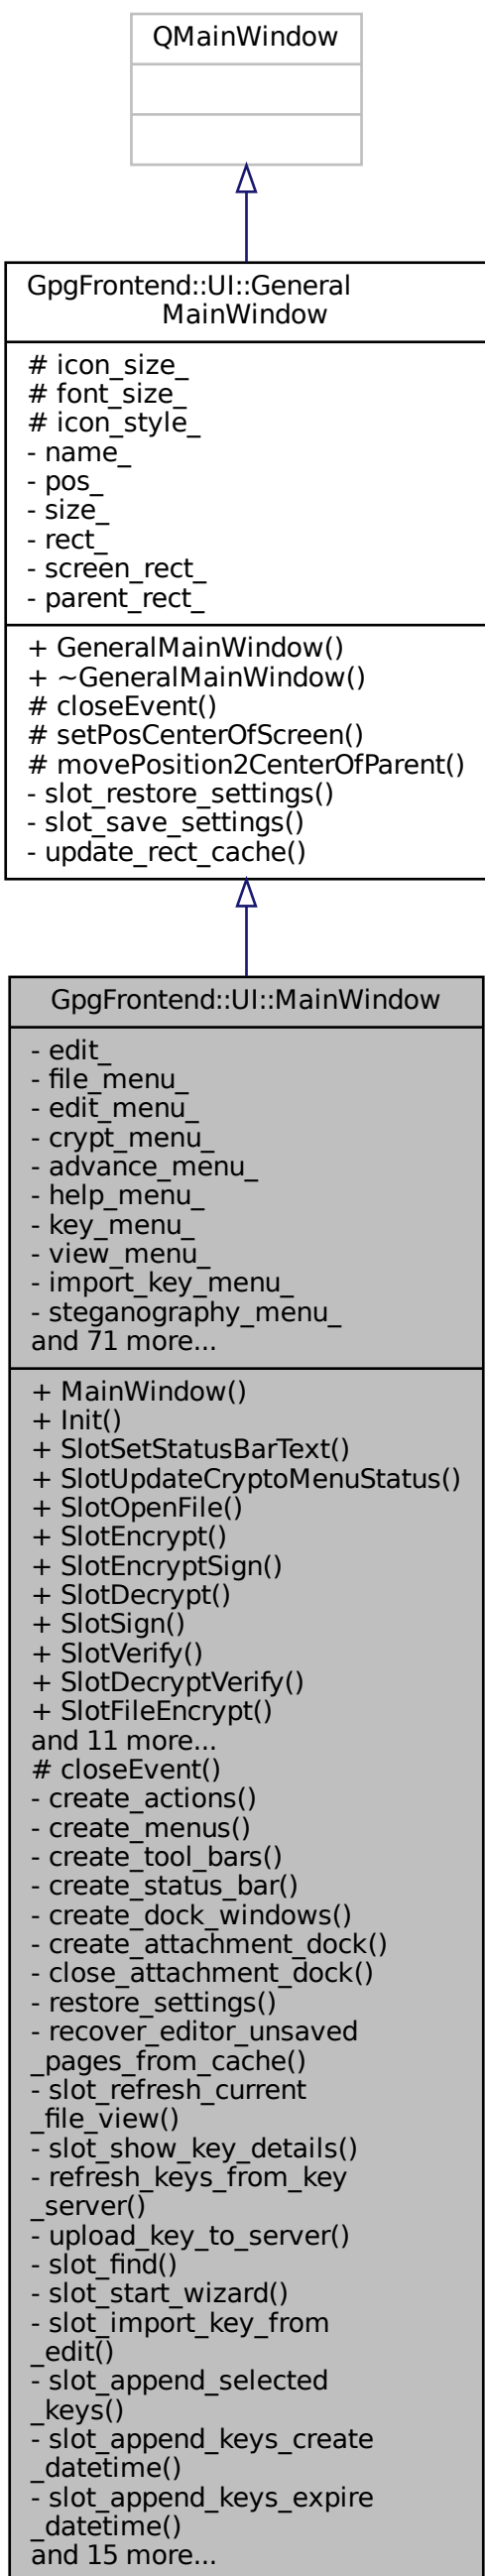 QMainWindow
GpgFrontend::UI::General
MainWindow
# icon_size_
# font_size_
# icon_style_
- name_
- pos_
- size_
- rect_
- screen_rect_
- parent_rect_
+ GeneralMainWindow()
+ ~GeneralMainWindow()
# closeEvent()
# setPosCenterOfScreen()
# movePosition2CenterOfParent()
- slot_restore_settings()
- slot_save_settings()
- update_rect_cache()
GpgFrontend::UI::MainWindow
- edit_
- file_menu_
- edit_menu_
- crypt_menu_
- advance_menu_
- help_menu_
- key_menu_
- view_menu_
- import_key_menu_
- steganography_menu_
and 71 more...
+ MainWindow()
+ Init()
+ SlotSetStatusBarText()
+ SlotUpdateCryptoMenuStatus()
+ SlotOpenFile()
+ SlotEncrypt()
+ SlotEncryptSign()
+ SlotDecrypt()
+ SlotSign()
+ SlotVerify()
+ SlotDecryptVerify()
+ SlotFileEncrypt()
and 11 more...
# closeEvent()
- create_actions()
- create_menus()
- create_tool_bars()
- create_status_bar()
- create_dock_windows()
- create_attachment_dock()
- close_attachment_dock()
- restore_settings()
- recover_editor_unsaved
_pages_from_cache()
- slot_refresh_current
_file_view()
- slot_show_key_details()
- refresh_keys_from_key
_server()
- upload_key_to_server()
- slot_find()
- slot_start_wizard()
- slot_import_key_from
_edit()
- slot_append_selected
_keys()
- slot_append_keys_create
_datetime()
- slot_append_keys_expire
_datetime()
and 15 more...